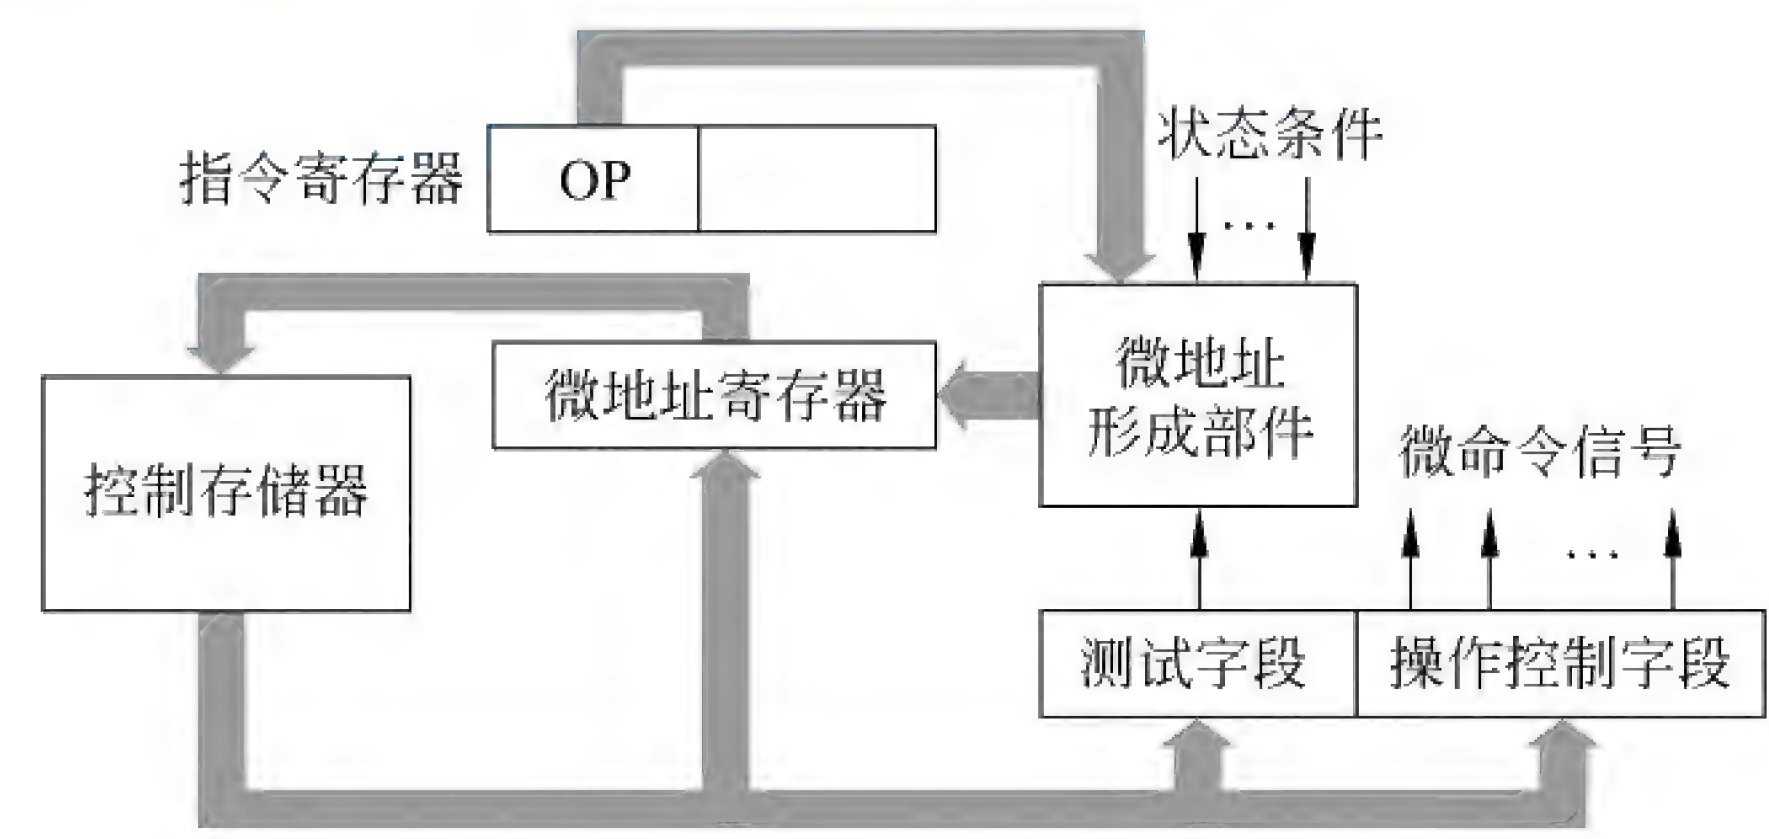 状态条件
指令寄存器
OP
微地址
形成部件
微地址寄存器
控制存储器
微命令信号
测试字段
操作控制字段